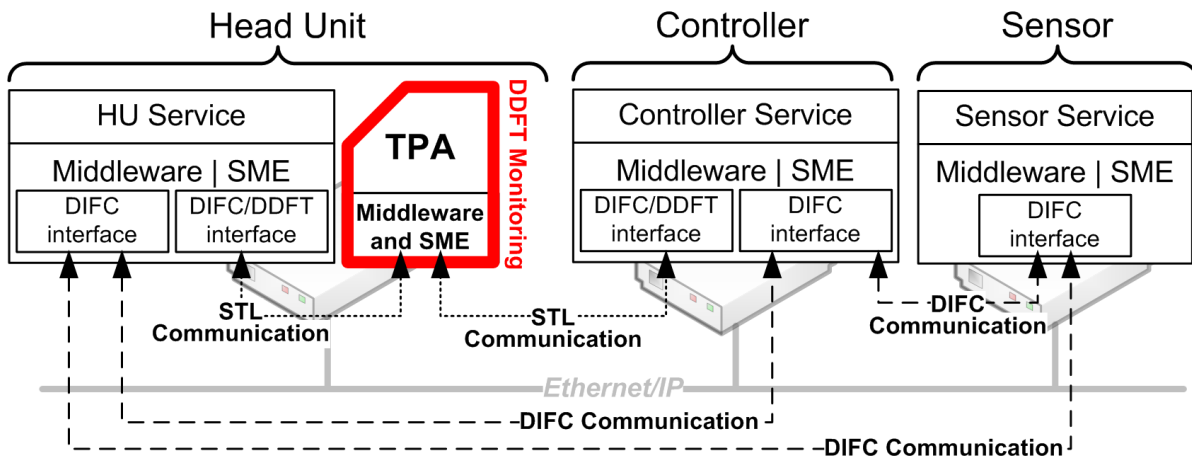 Head Unit
Controller
Sensor
HU Service
Middleware | SME
DIFC
interface
DIFC/DDFT
interface
TPA
Middleware
and SME
DDFT Monitoring
Controller Service
Middleware | SME
DIFC/DDFT
interface
DIFC
interface
Sensor Service
Middleware | SME
DIFC
interface
STL
Communication
STL
Communication
DIFC
Communication
Ethernet/IP
DIFC Communication
DIFC Communication